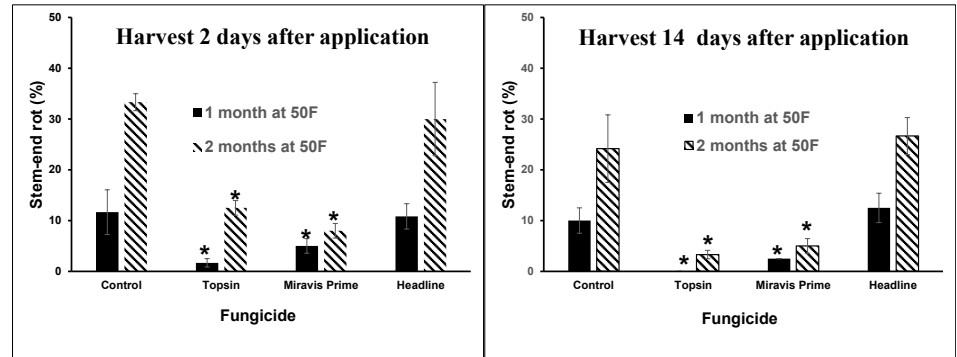 Harvest 2 days after application
Stem-end rot (%)
50
40
30
20
10
0
1 month at 50F
2 months at 50F
*
*
*
*
Control
Topsin
Miravis Prime
Headline
Fungicide
Harvest 14 days after application
Stem-end rot (%)
50
40
30
20
10
0
1 month at 50F
2 months at 50F
*
*
*
*
Control
Topsin
Miravis Prime
Headline
Fungicide